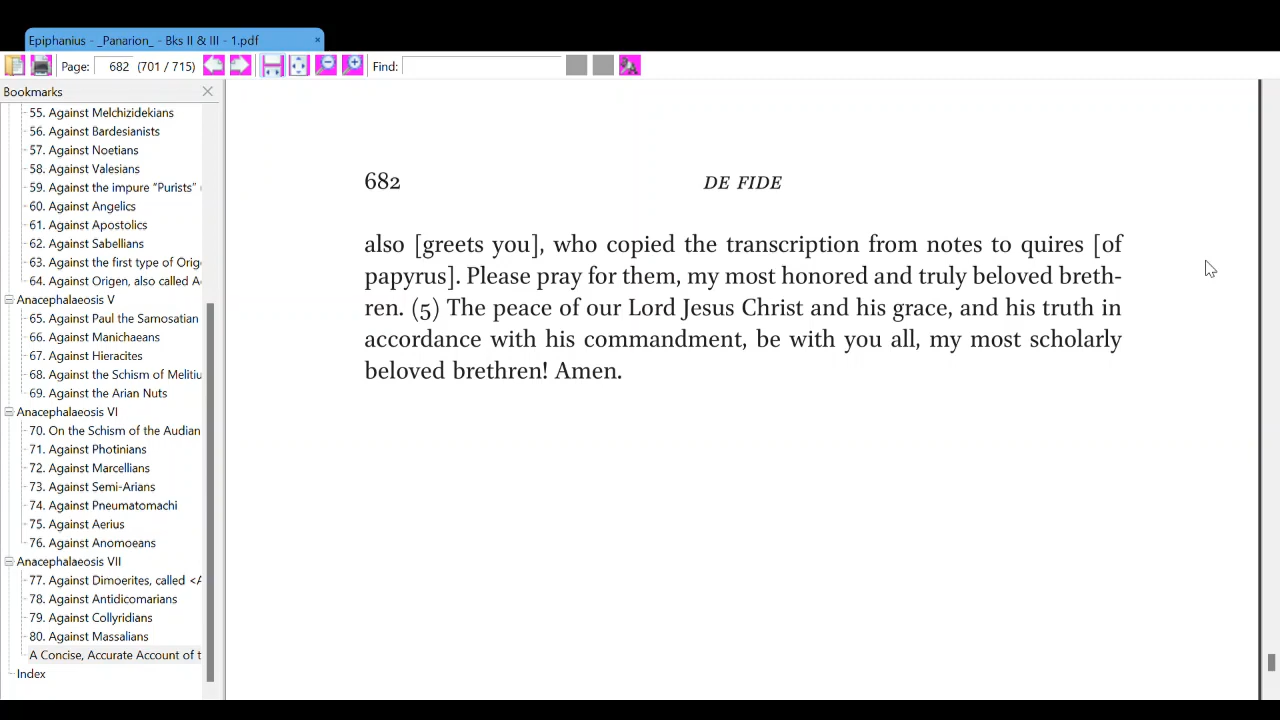 Epiphanius - _Panarion_ - Bks II & III - 1.pdf ×
Page: 682 (701 / 715) Find:
Bookmarks
55. Against Melchizidekians
56. Against Bardesianists
57. Against Noetians
58. Against Valesians
59. Against the impure “Purists” (
60. Against Angelics
61. Against Apostolics
62. Against Sabellians
63. Against the first type of Orige
64. Against Origen, also called A
Anacephalaeosis V
65. Against Paul the Samosatian
66. Against Manichaeans
67. Against Hieracites
68. Against the Schism of Melitiu
69. Against the Arian Nuts
Anacephalaeosis VI
70. On the Schism of the Audian
71. Against Photinians
72. Against Marcellians
73. Against Semi-Arians
74. Against Pneumatomachi
75. Against Aerius
76. Against Anomoeans
Anacephalaeosis VII
77. Against Dimoerites, called <A
78. Against Antidicomarians
79. Against Collyridians
80. Against Massalians
A Concise, Accurate Account of t
Index
682 DE FIDE
also [greets you], who copied the transcription from notes to quires [of
papyrus]. Please pray for them, my most honored and truly beloved breth-
ren. (5) The peace of our Lord Jesus Christ and his grace, and his truth in
accordance with his commandment, be with you all, my most scholarly
beloved brethren! Amen.